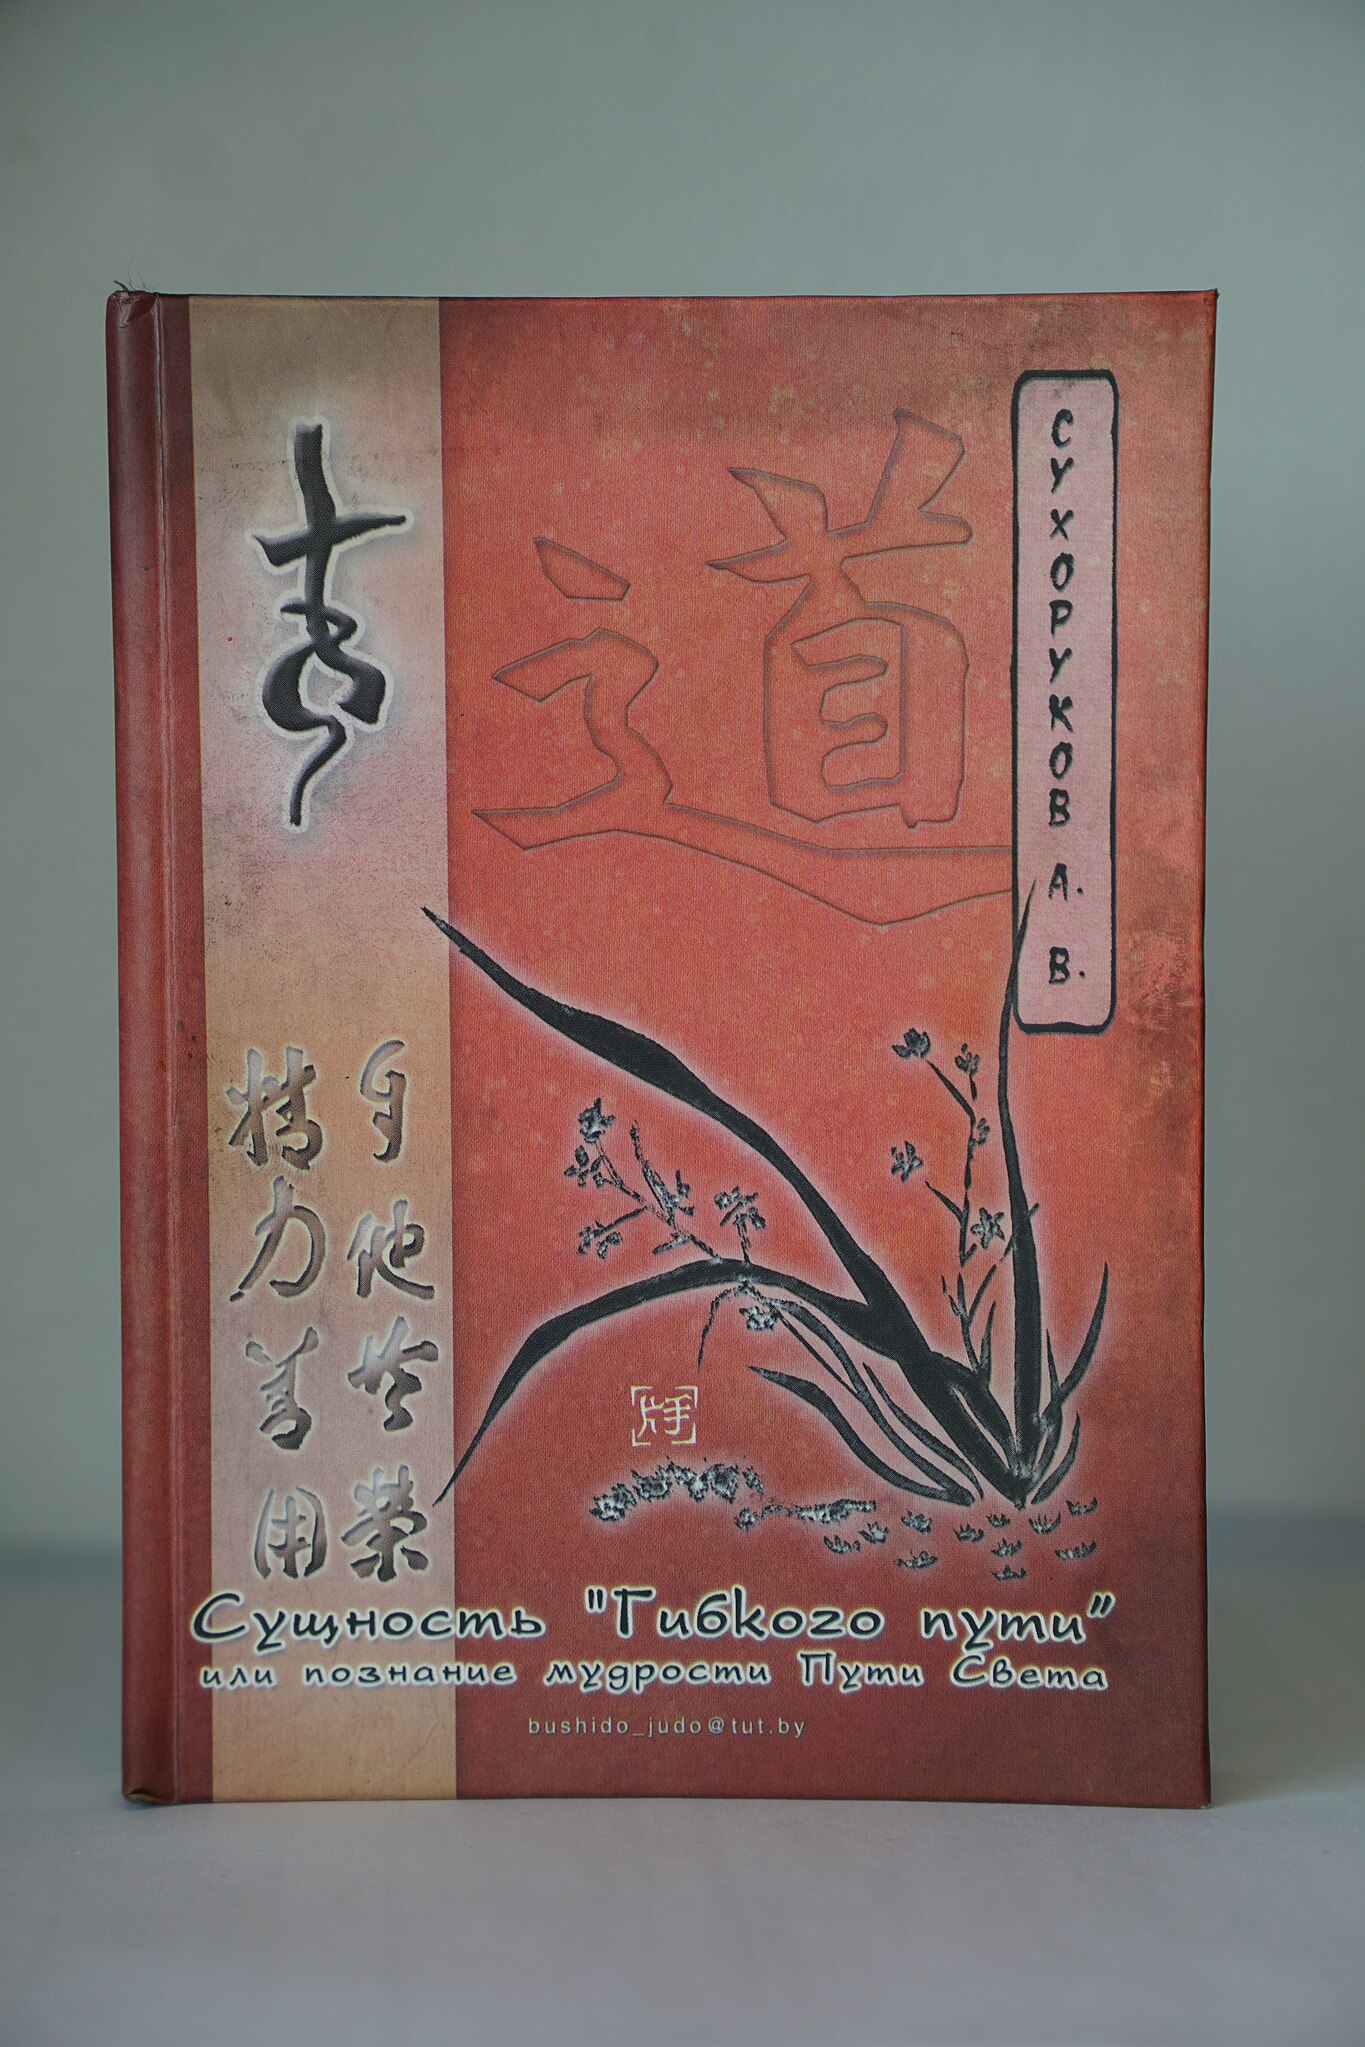 道
СУХОРУКОВ А. В.
自他共榮
精力善用
Сущность "Гибкого пути"
или познание мудрости Пути Света
bushido_judo@tut.by